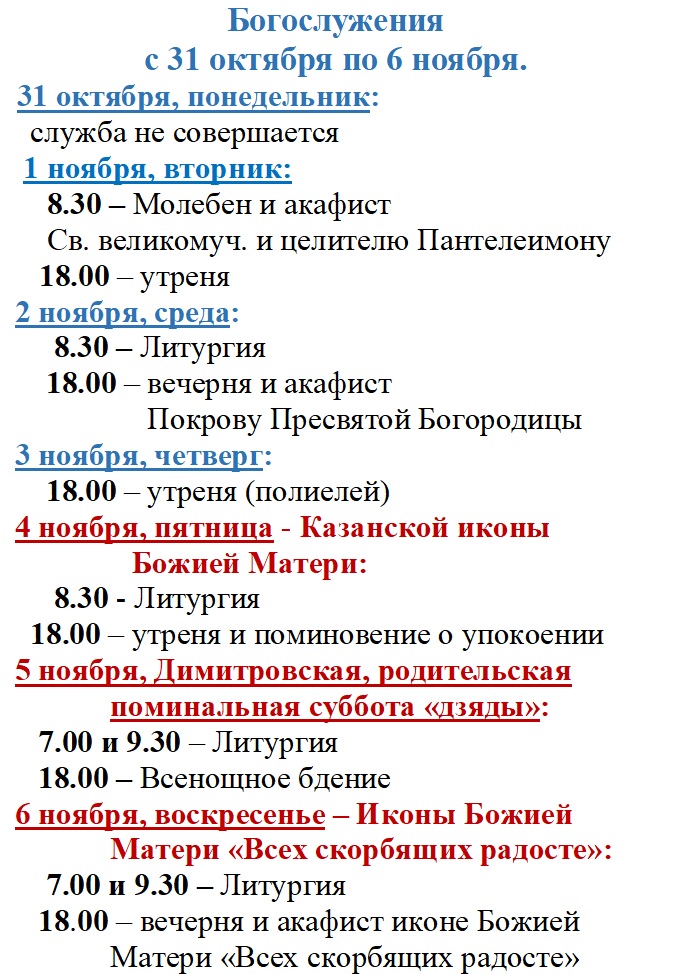 Богослужения
с 31 октября по 6 ноября.
31 октября, понедельник:
служба не совершается
1 ноября, вторник:
8.30 – Молебен и акафист
Св. великомуч. и целителю Пантелеимону
18.00 – утреня
2 ноября, среда:
8.30 – Литургия
18.00 – вечерня и акафист
Покрову Пресвятой Богородицы
3 ноября, четверг:
18.00 – утреня (полиелей)
4 ноября, пятница - Казанской иконы
Божией Матери:
8.30 - Литургия
18.00 – утреня и поминовение о упокоении
5 ноября, Димитровская, родительская
поминальная суббота «дзяды»:
7.00 и 9.30 – Литургия
18.00 – Всенощное бдение
6 ноября, воскресенье – Иконы Божией
Матери «Всех скорбящих радосте»:
7.00 и 9.30 – Литургия
18.00 – вечерня и акафист иконе Божией
Матери «Всех скорбящих радосте»